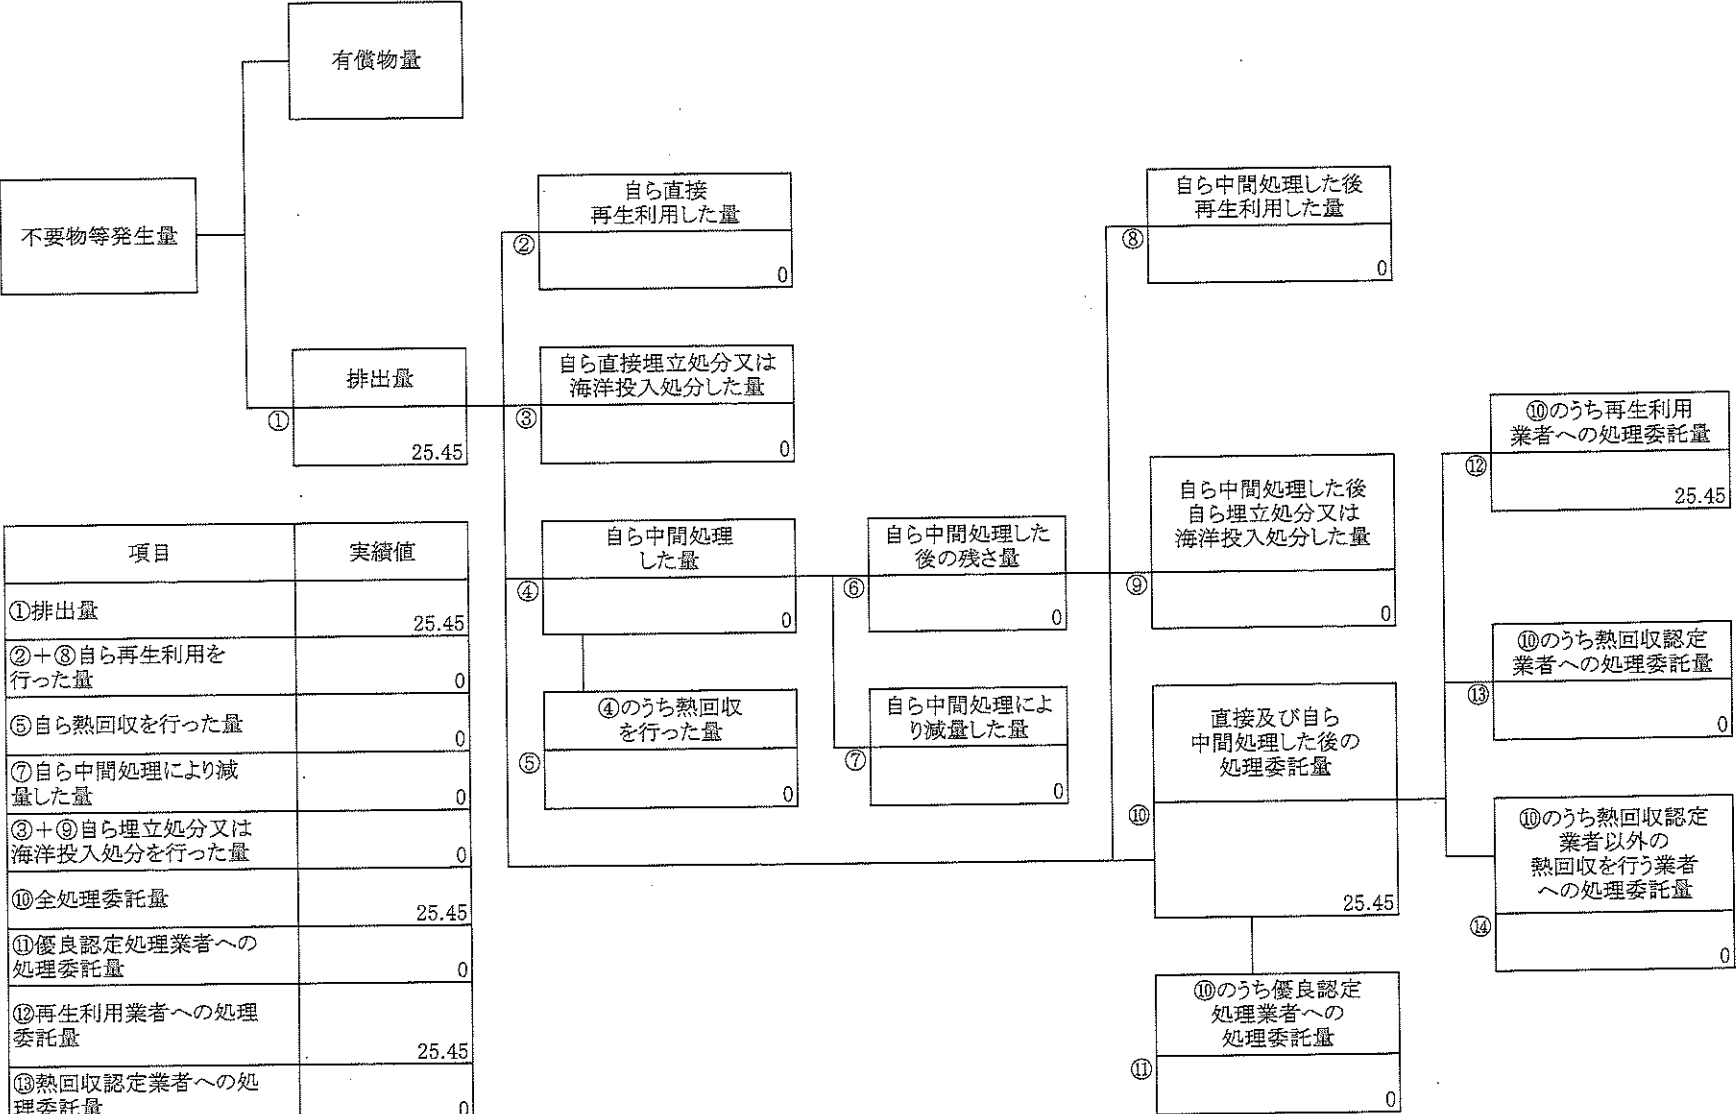 有償物量
不要物等発生量
排出量
①
25.45
自ら直接
再生利用した量
②
0
自ら直接埋立処分又は
海洋投入処分した量
③
0
自ら中間処理
した量
④
0
④のうち熱回収
を行った量
⑤
0
自ら中間処理した
後の残さ量
⑥
0
自ら中間処理によ
り減量した量
⑦
0
自ら中間処理した後
再生利用した量
⑧
0
自ら中間処理した後
自ら埋立処分又は
海洋投入処分した量
⑨
0
直接及び自ら
中間処理した後の
処理委託量
⑩
25.45
⑩のうち優良認定
処理業者への
処理委託量
⑪
0
⑩のうち再生利用
業者への処理委託量
⑫
25.45
⑩のうち熱回収認定
業者への処理委託量
⑬
0
⑩のうち熱回収認定
業者以外の
熱回収を行う業者
への処理委託量
⑭
0
項目 実績値
①排出量
25.45
②+⑧自ら再生利用を
行った量 0
⑤自ら熱回収を行った量
0
⑦自ら中間処理により減
量した量 0
③+⑨自ら埋立処分又は
海洋投入処分を行った量 0
⑩全処理委託量
25.45
⑪優良認定処理業者への
処理委託量 0
⑫再生利用業者への処理
委託量 25.45
⑬熱回収認定業者への処
理委託量 0